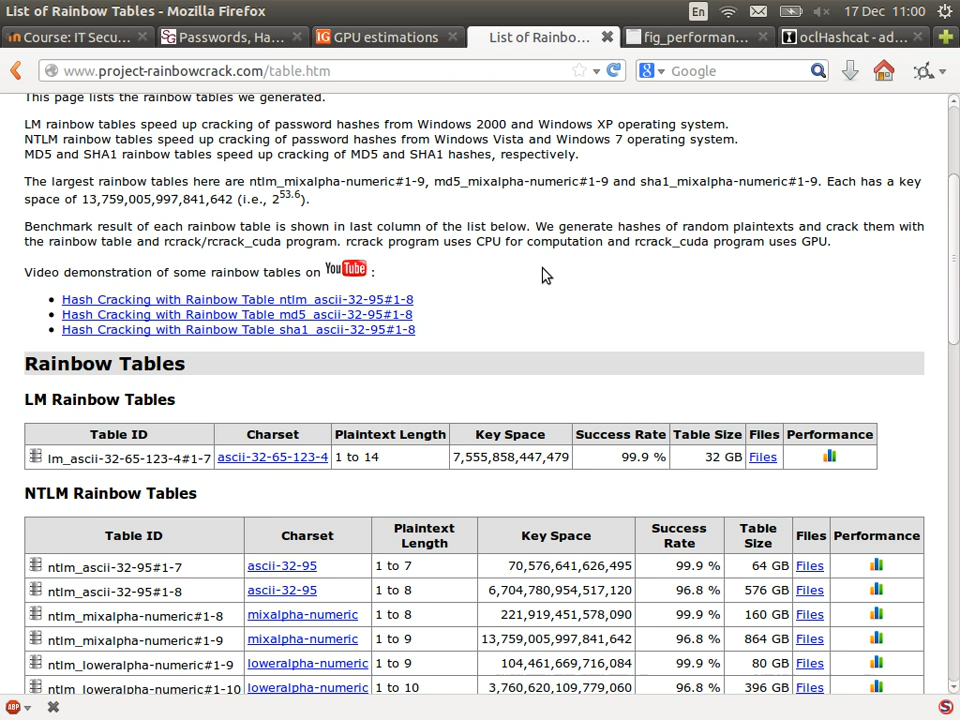 List of Rainbow Tables - Mozilla Firefox
En
17 Dec 11:00
Course: IT Secu...
Passwords, Ha...
GPU estimations
List of Rainbo...
fig_performan...
oclHashcat - ad...
www.project-rainbowcrack.com/table.htm
Google
This page lists the rainbow tables we generated.
LM rainbow tables speed up cracking of password hashes from Windows 2000 and Windows XP operating system.
NTLM rainbow tables speed up cracking of password hashes from Windows Vista and Windows 7 operating system.
MD5 and SHA1 rainbow tables speed up cracking of MD5 and SHA1 hashes, respectively.
The largest rainbow tables here are ntlm_mixalpha-numeric#1-9, md5_mixalpha-numeric#1-9 and sha1_mixalpha-numeric#1-9. Each has a key
space of 13,759,005,997,841,642 (i.e., 2^53.6).
Benchmark result of each rainbow table is shown in last column of the list below. We generate hashes of random plaintexts and crack them with
the rainbow table and rcrack/rcrack_cuda program. rcrack program uses CPU for computation and rcrack_cuda program uses GPU.
Video demonstration of some rainbow tables on YouTube :
Hash Cracking with Rainbow Table ntlm_ascii-32-95#1-8
Hash Cracking with Rainbow Table md5_ascii-32-95#1-8
Hash Cracking with Rainbow Table sha1_ascii-32-95#1-8
Rainbow Tables
LM Rainbow Tables
Table ID Charset Plaintext Length Key Space Success Rate Table Size Files Performance
lm_ascii-32-65-123-4#1-7 ascii-32-65-123-4 1 to 14 7,555,858,447,479 99.9 % 32 GB Files
NTLM Rainbow Tables
Table ID Charset Plaintext Length Key Space Success Rate Table Size Files Performance
ntlm_ascii-32-95#1-7 ascii-32-95 1 to 7 70,576,641,626,495 99.9 % 64 GB Files
ntlm_ascii-32-95#1-8 ascii-32-95 1 to 8 6,704,780,954,517,120 96.8 % 576 GB Files
ntlm_mixalpha-numeric#1-8 mixalpha-numeric 1 to 8 221,919,451,578,090 99.9 % 160 GB Files
ntlm_mixalpha-numeric#1-9 mixalpha-numeric 1 to 9 13,759,005,997,841,642 96.8 % 864 GB Files
ntlm_loweralpha-numeric#1-9 loweralpha-numeric 1 to 9 104,461,669,716,084 99.9 % 80 GB Files
ntlm_loweralpha-numeric#1-10 loweralpha-numeric 1 to 10 3,760,620,109,779,060 96.8 % 396 GB Files
ABP